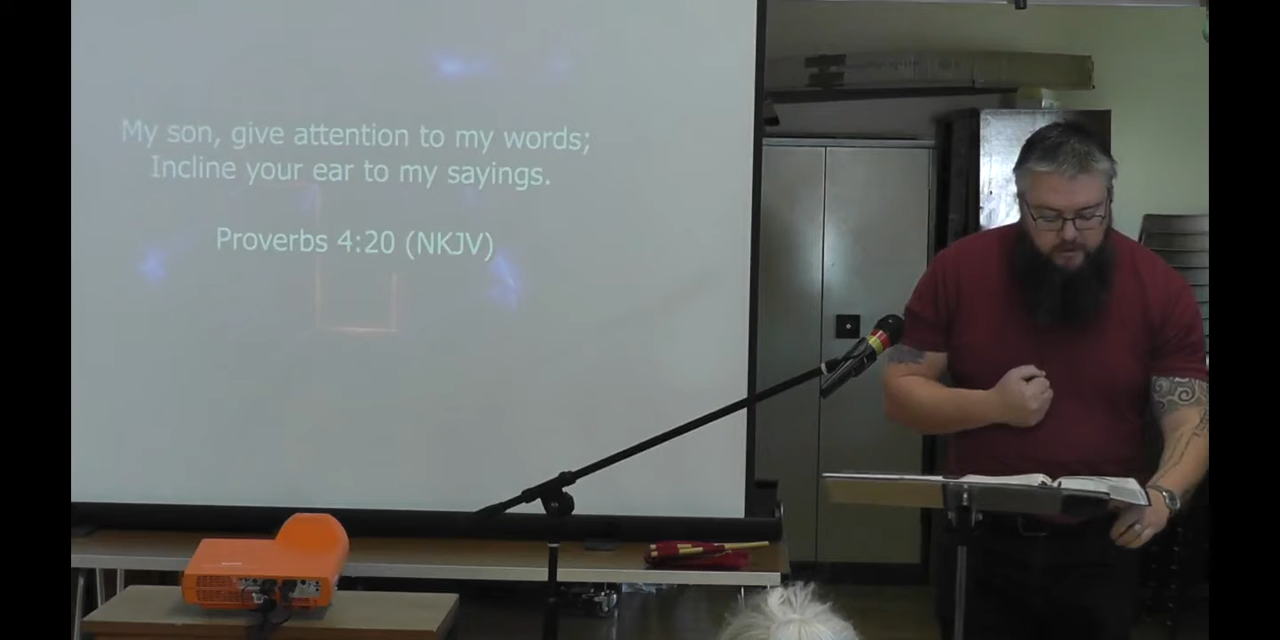 My son, give attention to my words;
Incline your ear to my sayings.
Proverbs 4:20 (NKJV)